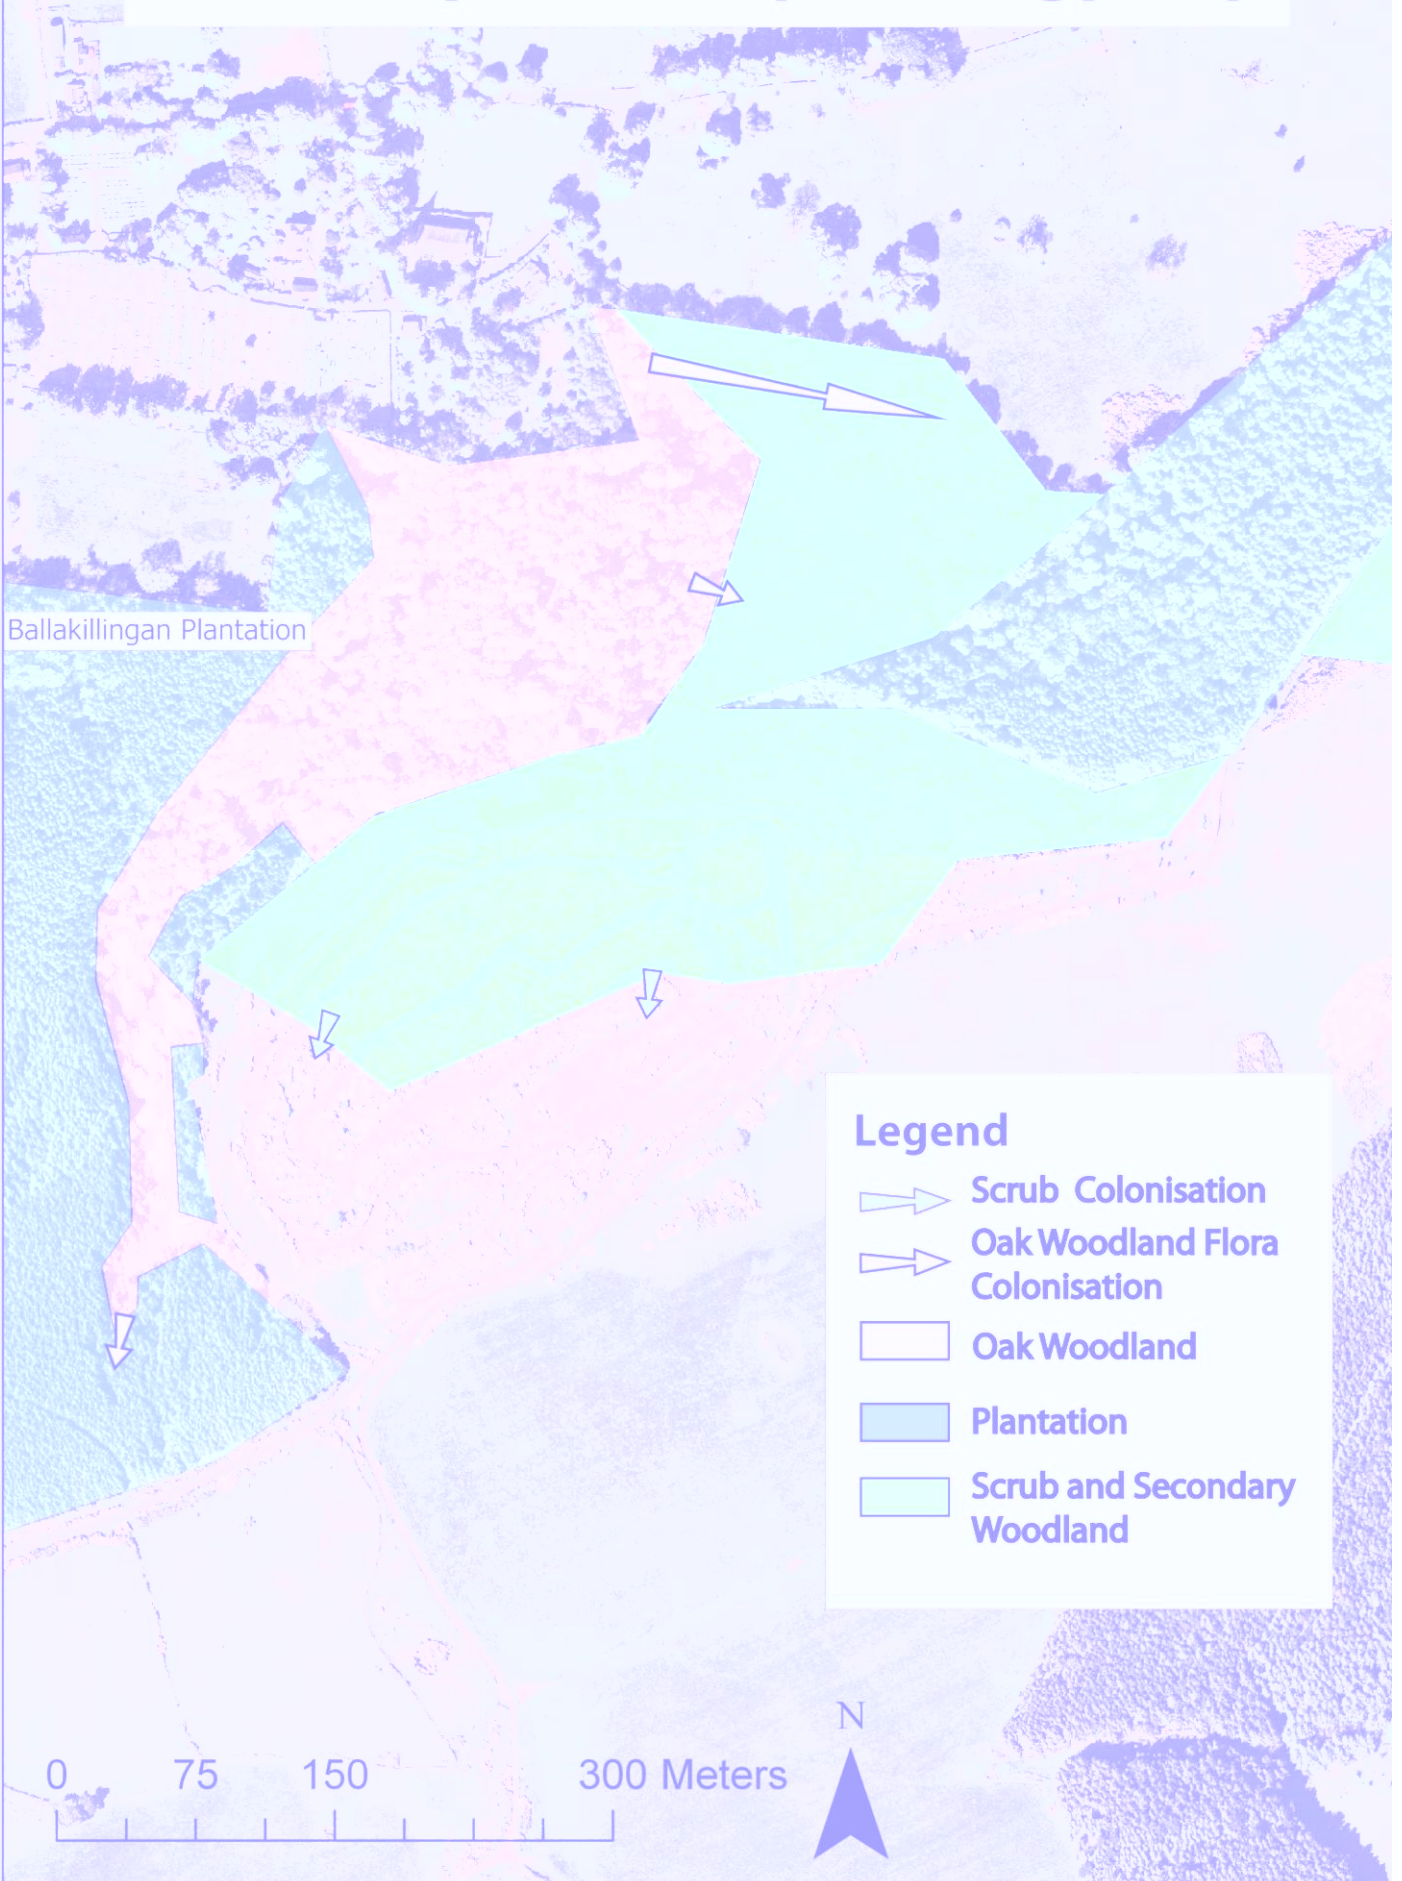 Ballakillingan Plantation
Legend
Scrub Colonisation
Oak Woodland Flora
Colonisation
Oak Woodland
Plantation
Scrub and Secondary
Woodland
N
0 75 150 300 Meters